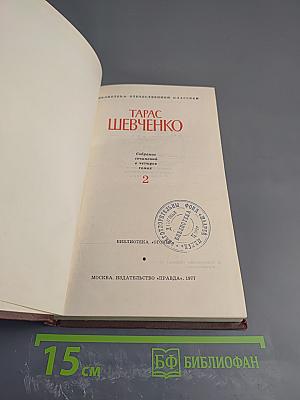 БИБЛИОТЕКА ОТЕЧЕСТВЕННОЙ КЛАССИКИ
ТАРАС
ШЕВЧЕНКО
Собрание
сочинений
в четырех
томах
2
БИБЛИОТЕКА
БИБЛИОТЕКА «ОГОНЕК»
МОСКВА. ИЗДАТЕЛЬСТВО «ПРАВДА». 1977
15 см
БФ БИБЛИОФАН